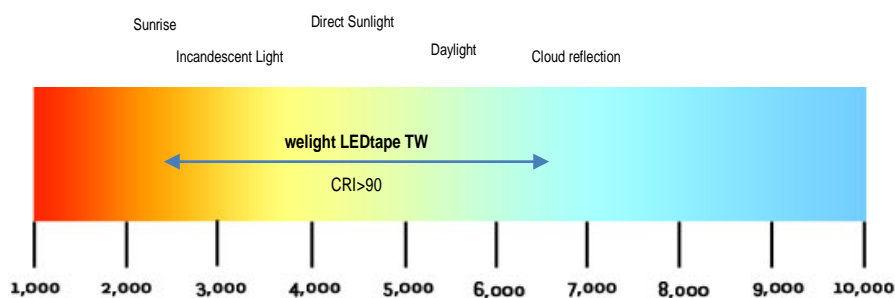 Direct Sunlight
Sunrise
Daylight
Incandescent Light
Cloud reflection
welight LEDtape TW
CRI>90
1,000 2,000 3,000 4,000 5,000 6,000 7,000 8,000 9,000 10,000